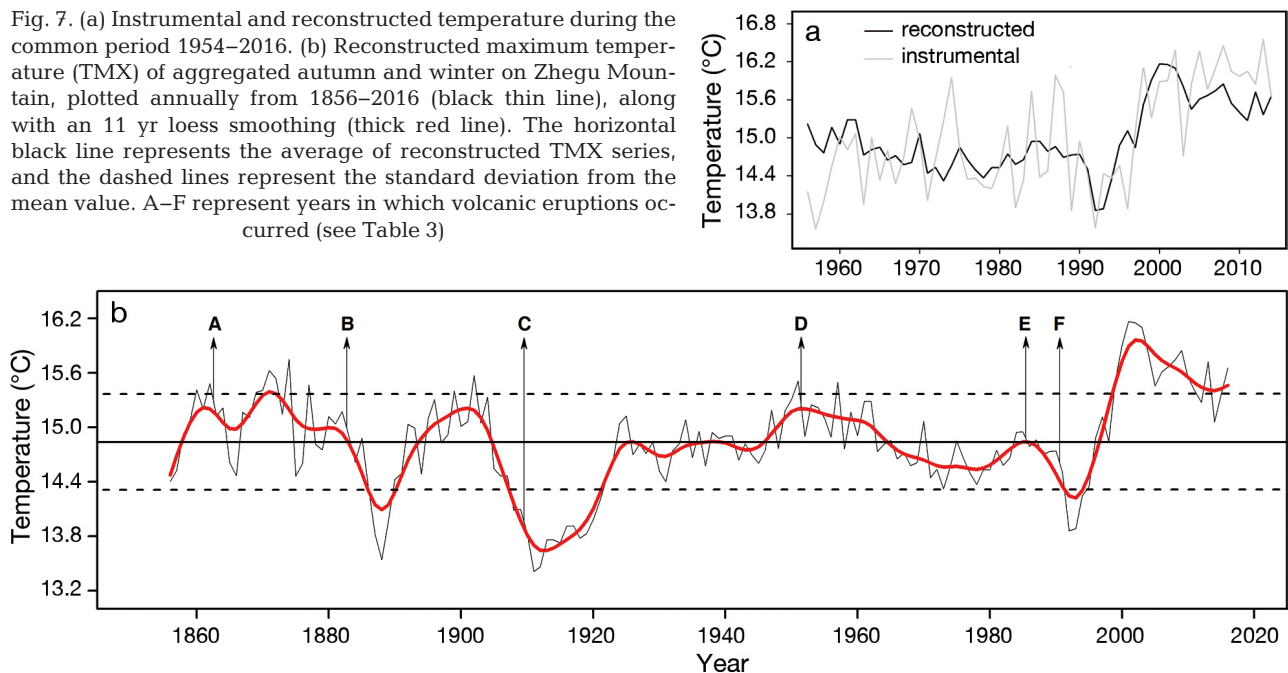 Fig. 7. (a) Instrumental and reconstructed temperature during the
common period 1954–2016. (b) Reconstructed maximum temper-
ature (TMX) of aggregated autumn and winter on Zhegu Moun-
tain, plotted annually from 1856–2016 (black thin line), along
with an 11 yr loess smoothing (thick red line). The horizontal
black line represents the average of reconstructed TMX series,
and the dashed lines represent the standard deviation from the
mean value. A–F represent years in which volcanic eruptions oc-
curred (see Table 3)
a
reconstructed
instrumental
Temperature (°C)
16.8
16.2
15.6
15.0
14.4
13.8
1960 1970 1980 1990 2000 2010
b
A B C D E F
Temperature (°C)
16.2
15.6
15.0
14.4
13.8
13.2
1860 1880 1900 1920 1940 1960 1980 2000 2020
Year